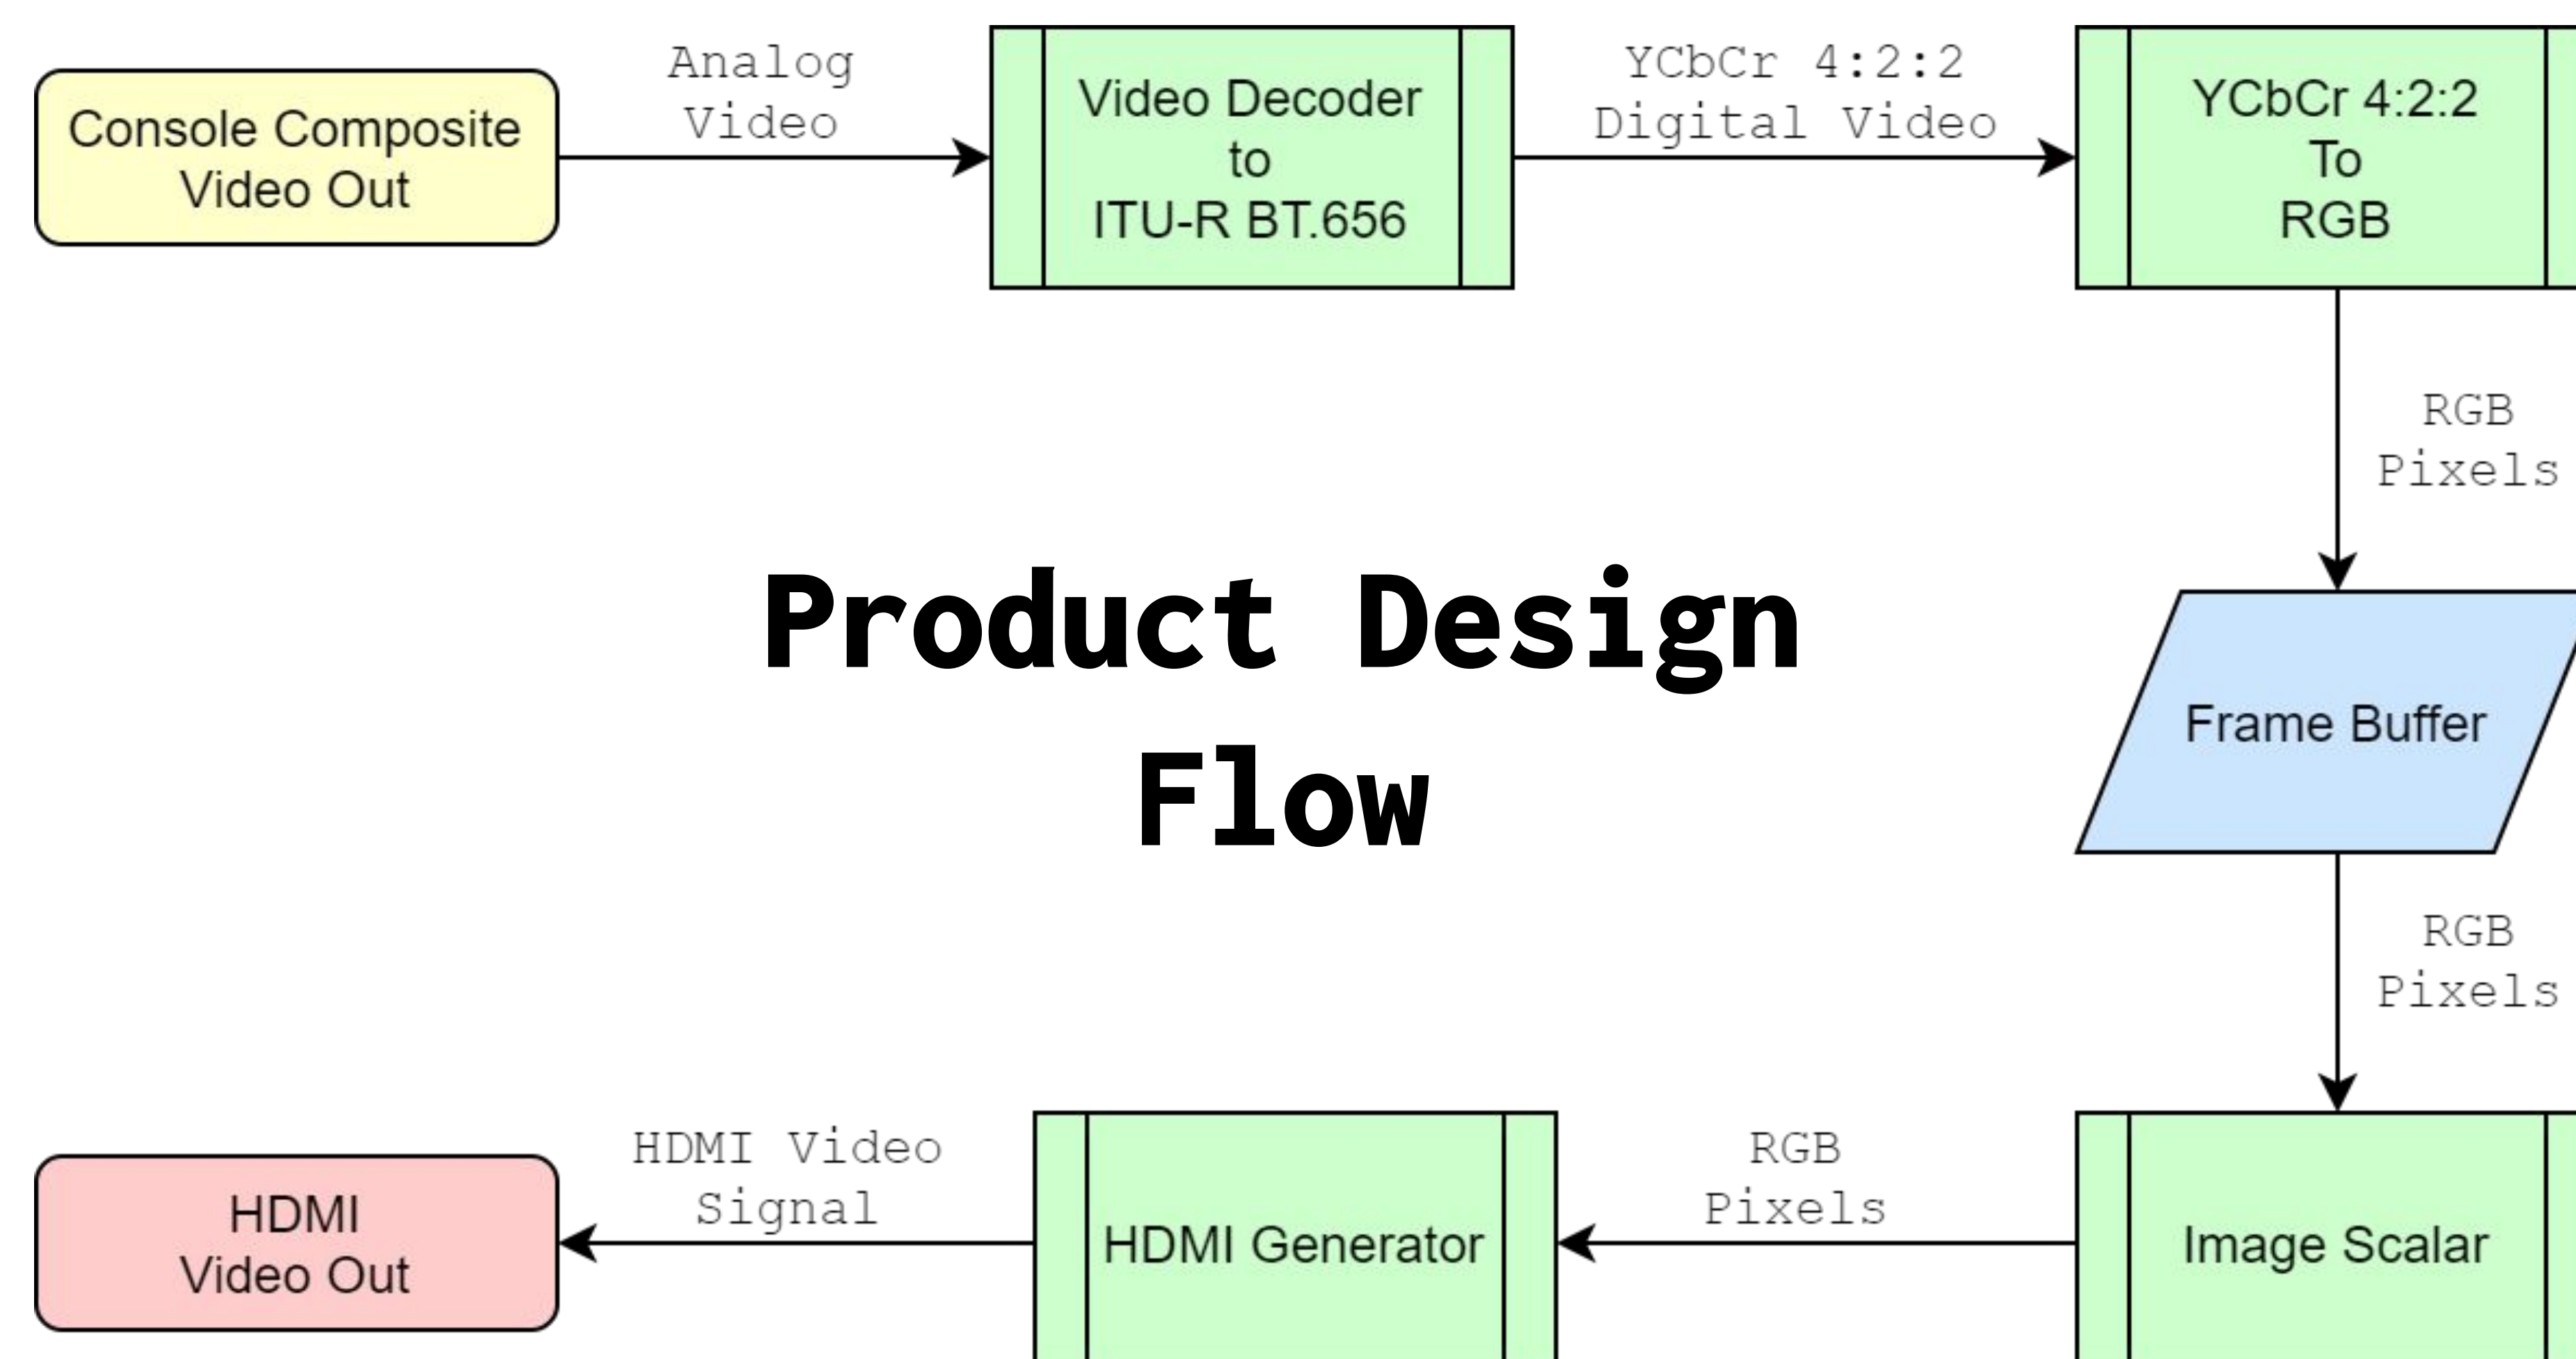 Console Composite
Video Out
Analog
Video
Video Decoder
to
ITU-R BT.656
YCbCr 4:2:2
Digital Video
YCbCr 4:2:2
To
RGB
RGB
Pixels
Product Design
Flow
Frame Buffer
RGB
Pixels
Image Scalar
RGB
Pixels
HDMI Generator
HDMI Video
Signal
HDMI
Video Out